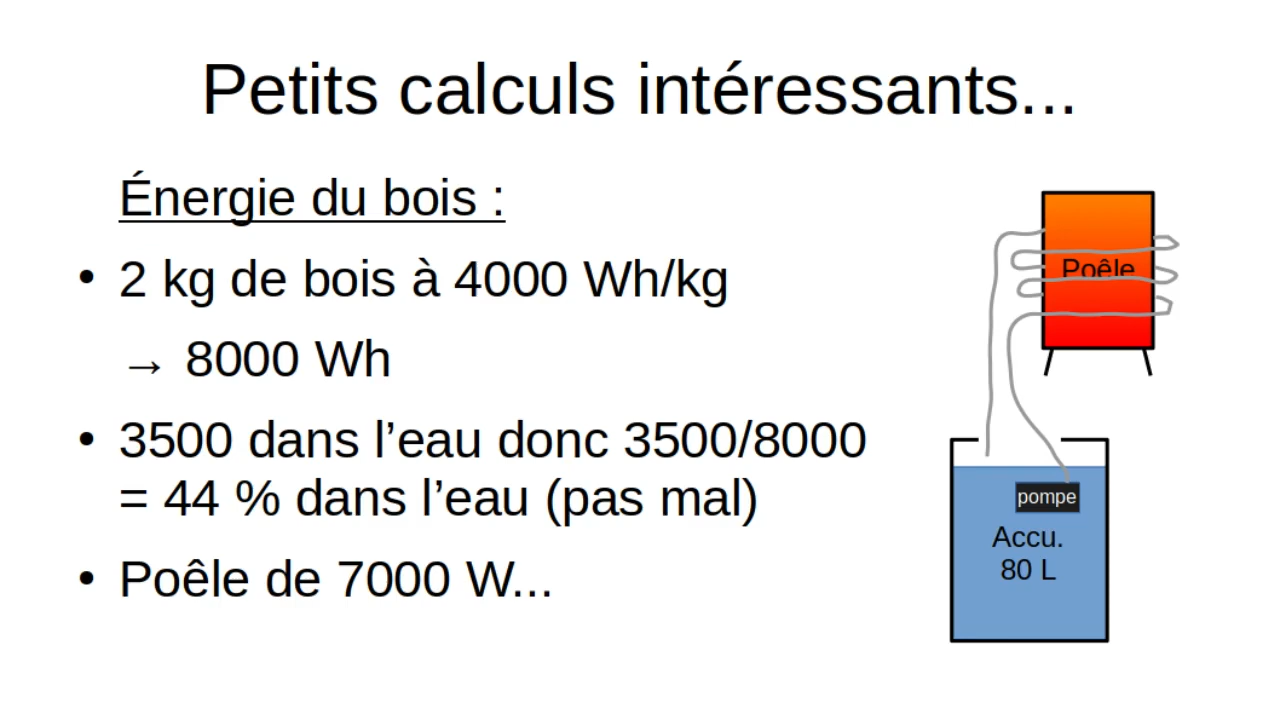 Petits calculs intéressants...
Énergie du bois :
• 2 kg de bois à 4000 Wh/kg
→ 8000 Wh
• 3500 dans l’eau donc 3500/8000
= 44 % dans l’eau (pas mal)
• Poêle de 7000 W...
Poêle
pompe
Accu.
80 L